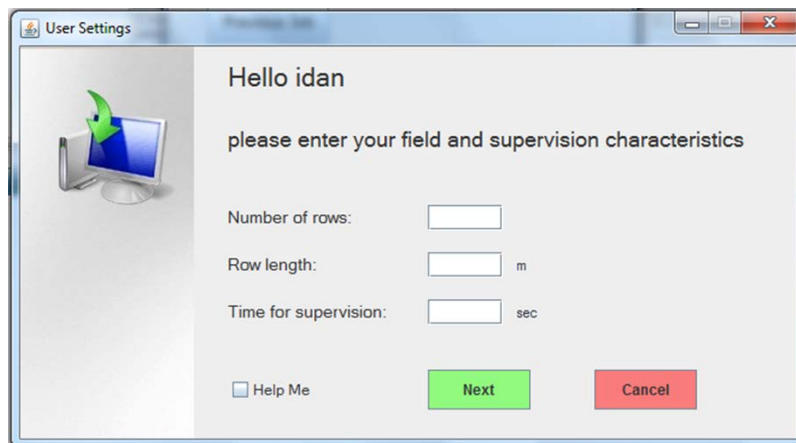 User Settings
Hello idan
please enter your field and supervision characteristics
Number of rows:
Row length: m
Time for supervision: sec
Help Me Next Cancel